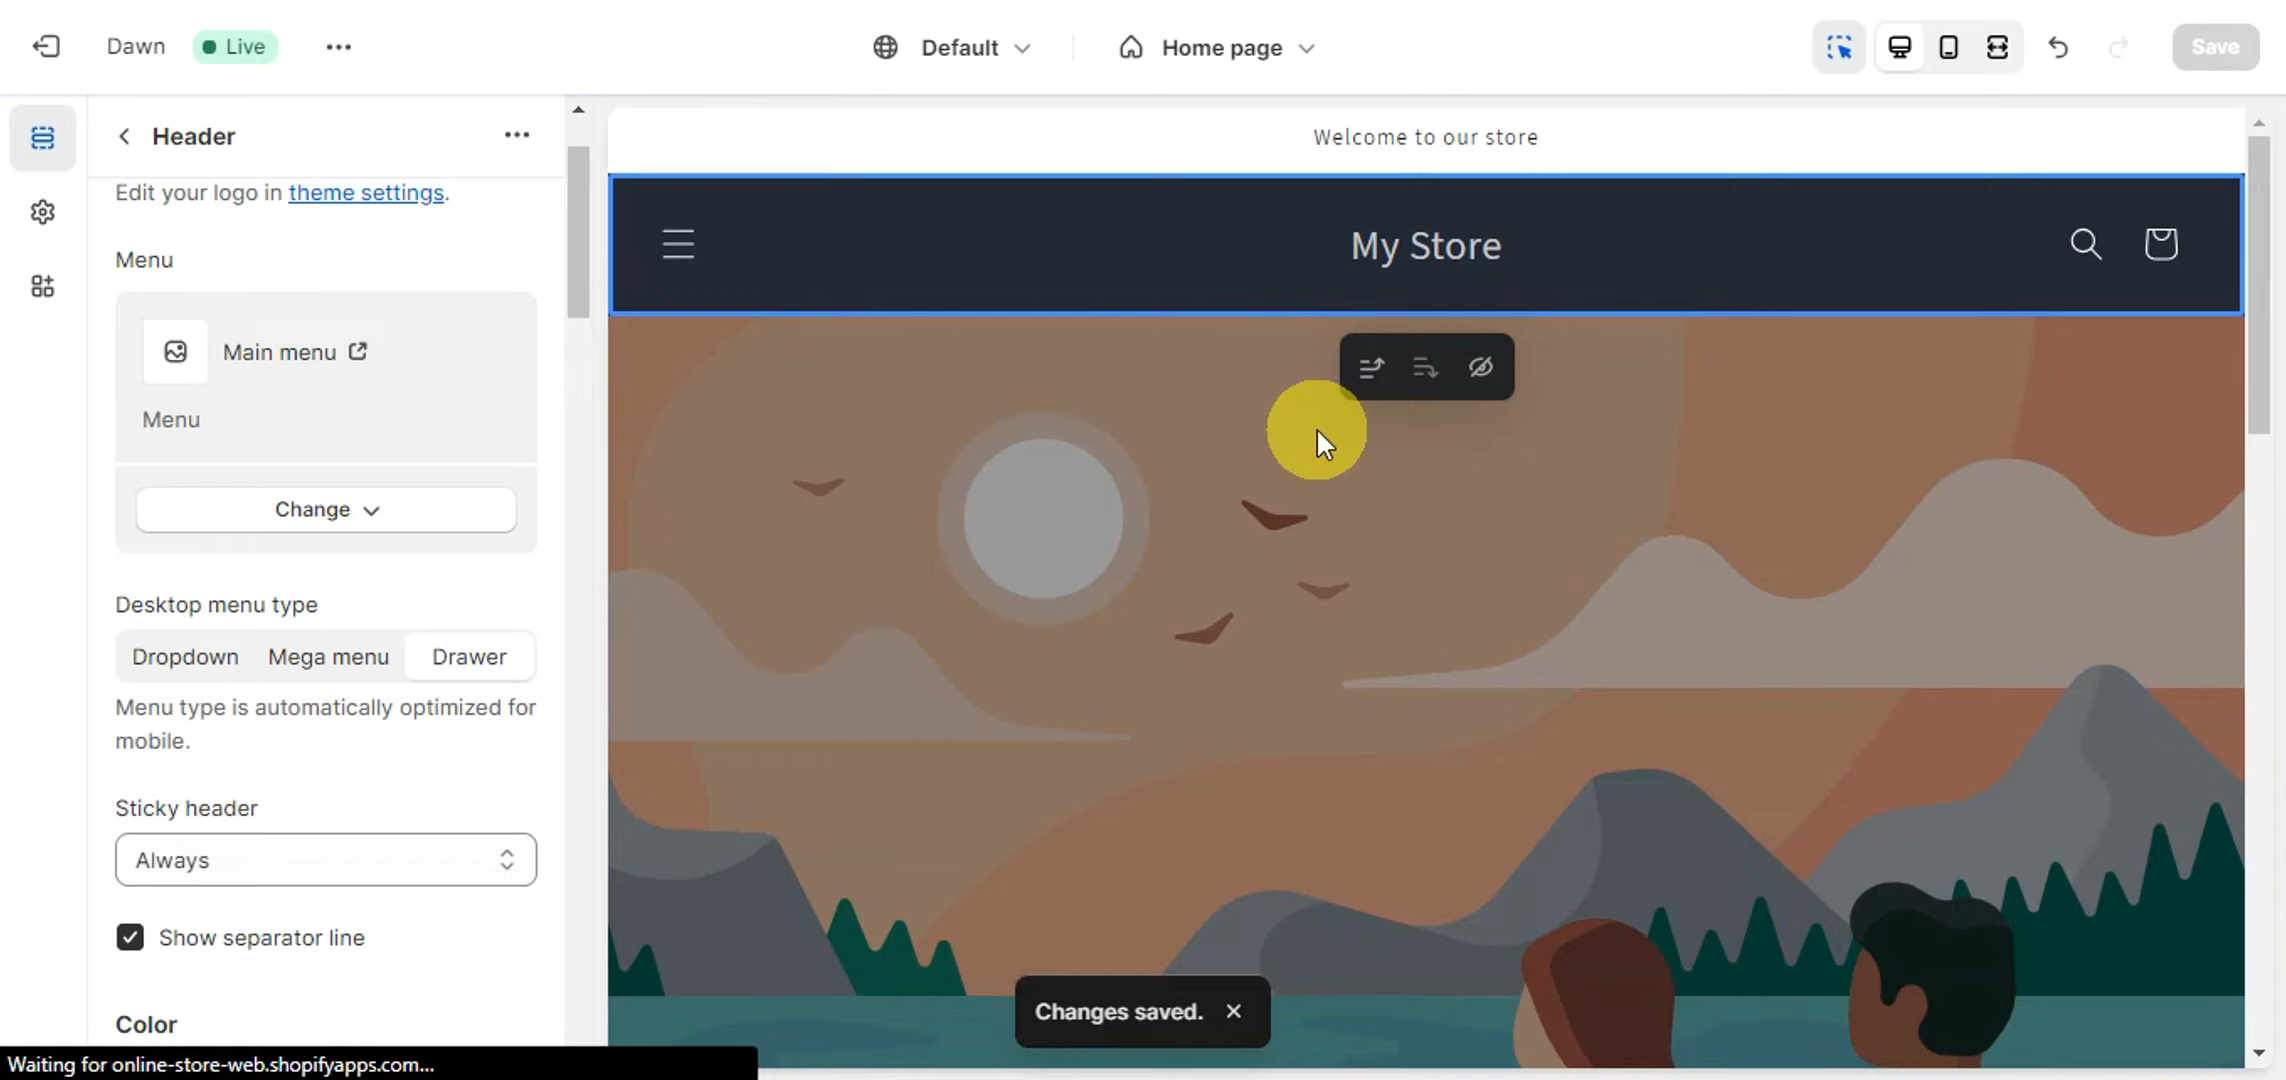 Dawn
Live
Default
Home page
Save
Header
Edit your logo in theme settings.
Menu
Main menu
Menu
Change
Desktop menu type
Dropdown Mega menu Drawer
Menu type is automatically optimized for
mobile.
Sticky header
Always
Show separator line
Color
Welcome to our store
My Store
Changes saved.
Waiting for online-store-web.shopifyapps.com...